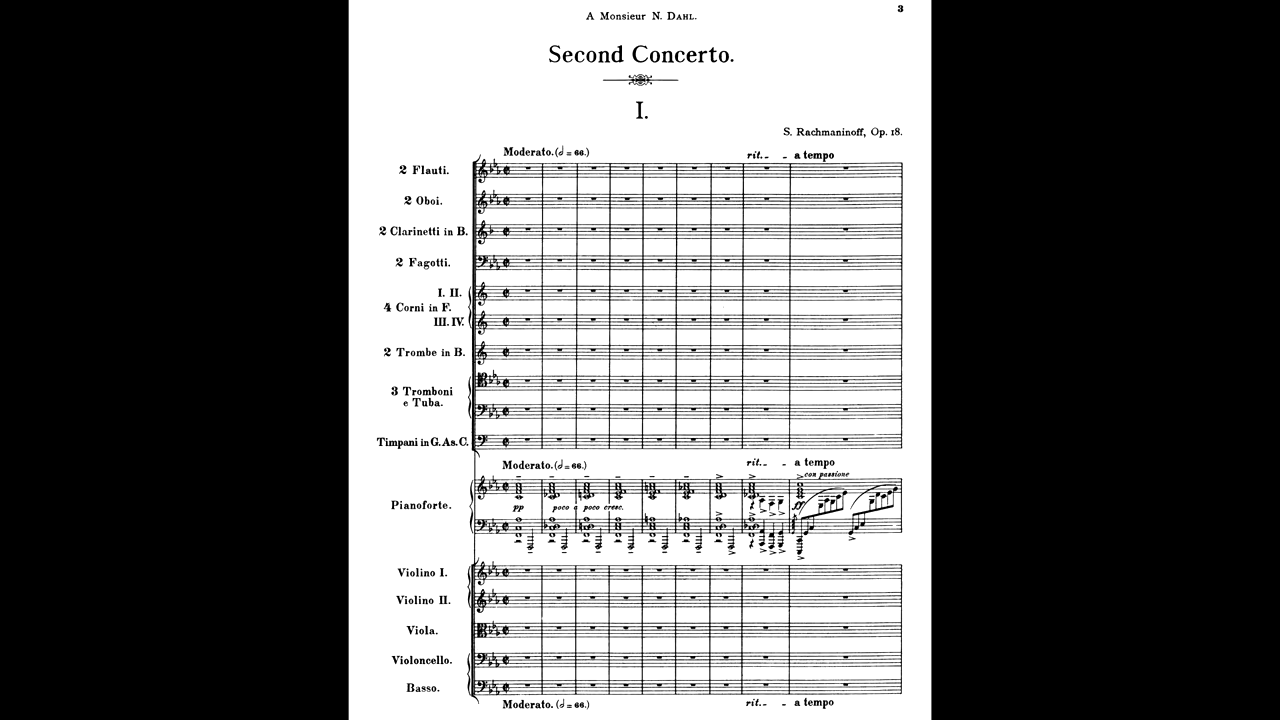 3
A Monsieur N. DAHL.
Second Concerto.
I.
S. Rachmaninoff, Op. 18.
Moderato. (𝅗𝅥 = 66.)
rit. - - a tempo
2 Flauti.
2 Oboi.
2 Clarinetti in B.
2 Fagotti.
I. II.
4 Corni in F.
III. IV.
2 Trombe in B.
3 Tromboni
e Tuba.
Timpani in G. As. C.
Moderato. (𝅗𝅥 = 66.)
rit. - - a tempo
con passione
Pianoforte.
pp poco a poco cresc. ff
Violino I.
Violino II.
Viola.
Violoncello.
Basso.
Moderato. (𝅗𝅥 = 66.)
rit. - - a tempo